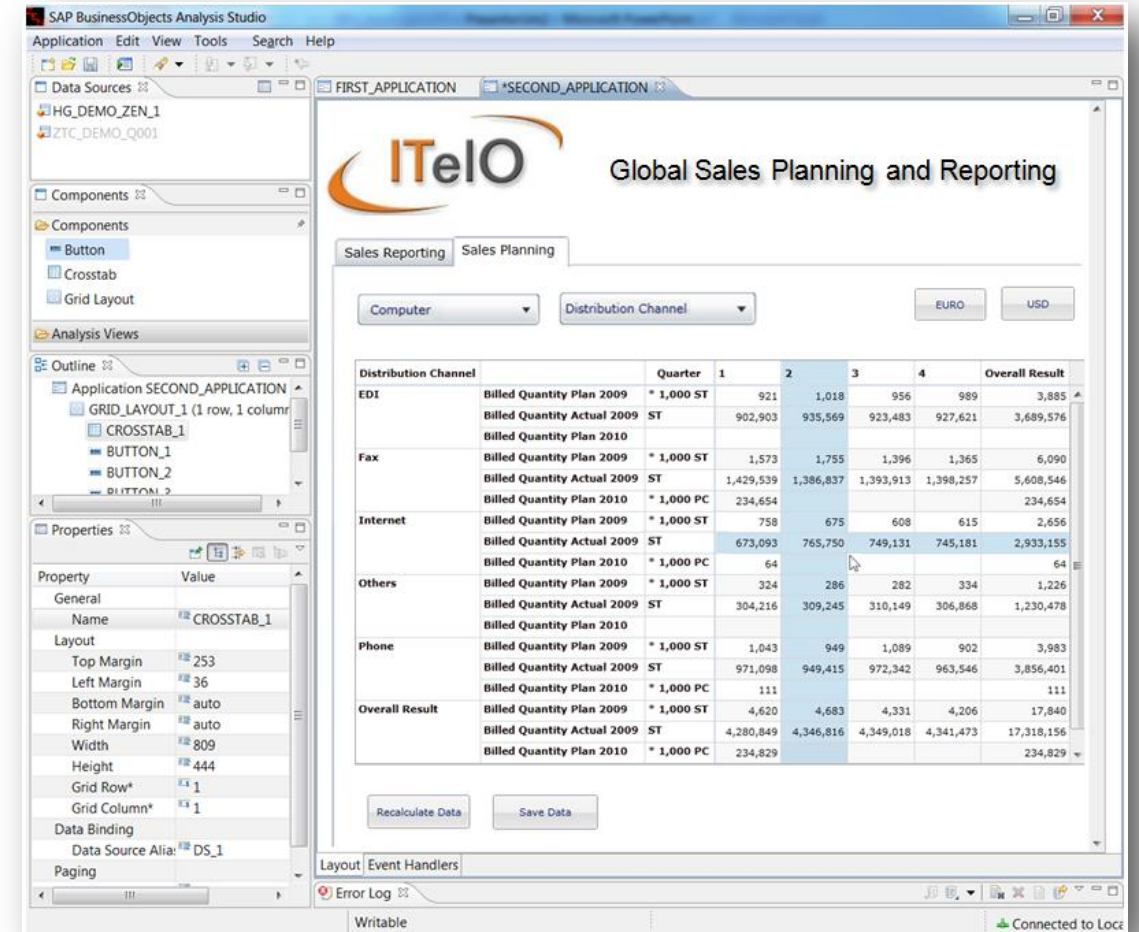 SAP BusinessObjects Analysis Studio
Application Edit View Tools Search Help
Data Sources
HG_DEMO_ZEN_1
ZTC_DEMO_Q001
Components
Components
Button
Crosstab
Grid Layout
Analysis Views
Outline
Application SECOND_APPLICATION
GRID_LAYOUT_1 (1 row, 1 columr
CROSSTAB_1
BUTTON_1
BUTTON_2
BUTTON_3
Properties
Property Value
General
Name CROSSTAB_1
Layout
Top Margin 253
Left Margin 36
Bottom Margin auto
Right Margin auto
Width 809
Height 444
Grid Row* 1
Grid Column* 1
Data Binding
Data Source Alia: DS_1
Paging
FIRST_APPLICATION *SECOND_APPLICATION
ITelO
Global Sales Planning and Reporting
Sales Reporting Sales Planning
Computer Distribution Channel EURO USD
Distribution Channel Quarter 1 2 3 4 Overall Result
EDI Billed Quantity Plan 2009 * 1,000 ST 921 1,018 956 989 3,885
Billed Quantity Actual 2009 ST 902,903 935,569 923,483 927,621 3,689,576
Billed Quantity Plan 2010
Fax Billed Quantity Plan 2009 * 1,000 ST 1,573 1,755 1,396 1,365 6,090
Billed Quantity Actual 2009 ST 1,429,539 1,386,837 1,393,913 1,398,257 5,608,546
Billed Quantity Plan 2010 * 1,000 PC 234,654 234,654
Internet Billed Quantity Plan 2009 * 1,000 ST 758 675 608 615 2,656
Billed Quantity Actual 2009 ST 673,093 765,750 749,131 745,181 2,933,155
Billed Quantity Plan 2010 * 1,000 PC 64 64
Others Billed Quantity Plan 2009 * 1,000 ST 324 286 282 334 1,226
Billed Quantity Actual 2009 ST 304,216 309,245 310,149 306,868 1,230,478
Billed Quantity Plan 2010
Phone Billed Quantity Plan 2009 * 1,000 ST 1,043 949 1,089 902 3,983
Billed Quantity Actual 2009 ST 971,098 949,415 972,342 963,546 3,856,401
Billed Quantity Plan 2010 * 1,000 PC 111 111
Overall Result Billed Quantity Plan 2009 * 1,000 ST 4,620 4,683 4,331 4,206 17,840
Billed Quantity Actual 2009 ST 4,280,849 4,346,816 4,349,018 4,341,473 17,318,156
Billed Quantity Plan 2010 * 1,000 PC 234,829 234,829
Recalculate Data Save Data
Layout Event Handlers
Error Log
Writable Connected to Loca